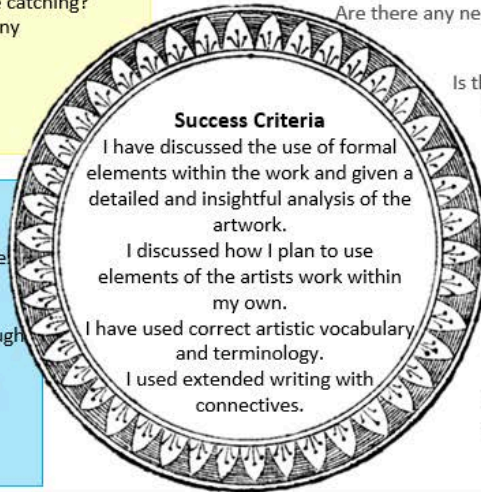 catching?
ny
Are there any
Is
Success Criteria
I have discussed the use of formal
elements within the work and given a
detailed and insightful analysis of the
artwork.
I discussed how I plan to use
elements of the artists work within
my own.
I have used correct artistic vocabulary
and terminology.
I used extended writing with
connectives.